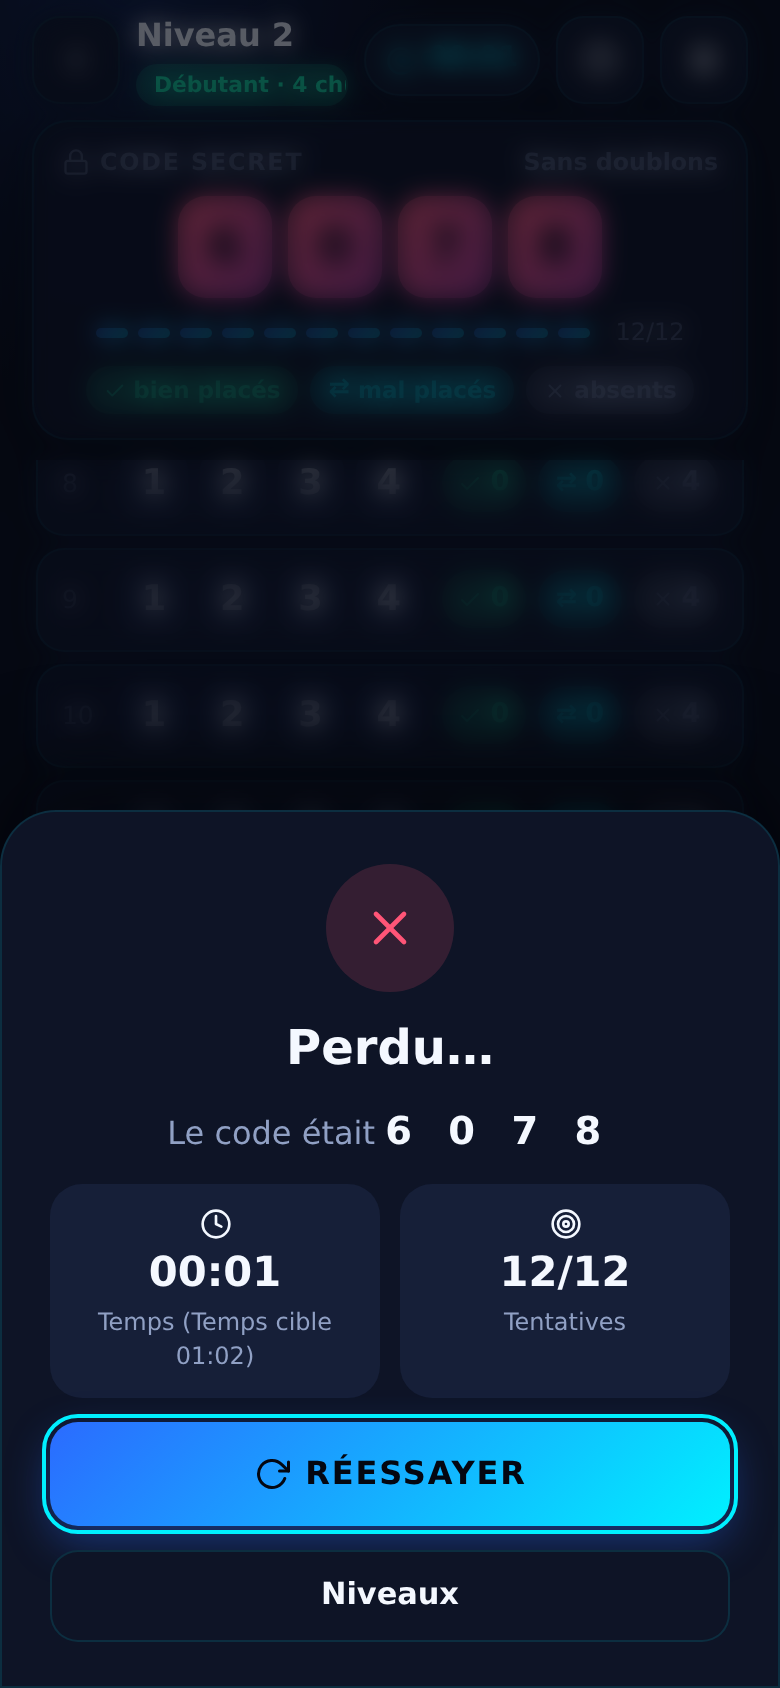 Niveau 2
Débutant · 4 ch
CODE SECRET
Sans doublons
12/12
bien placés
mal placés
absents
8 1 2 3 4 0 0 4
9 1 2 3 4 0 0 4
10 1 2 3 4 0 0 4
Perdu...
Le code était 6 0 7 8
00:01
Temps (Temps cible
01:02)
12/12
Tentatives
RÉESSAYER
Niveaux